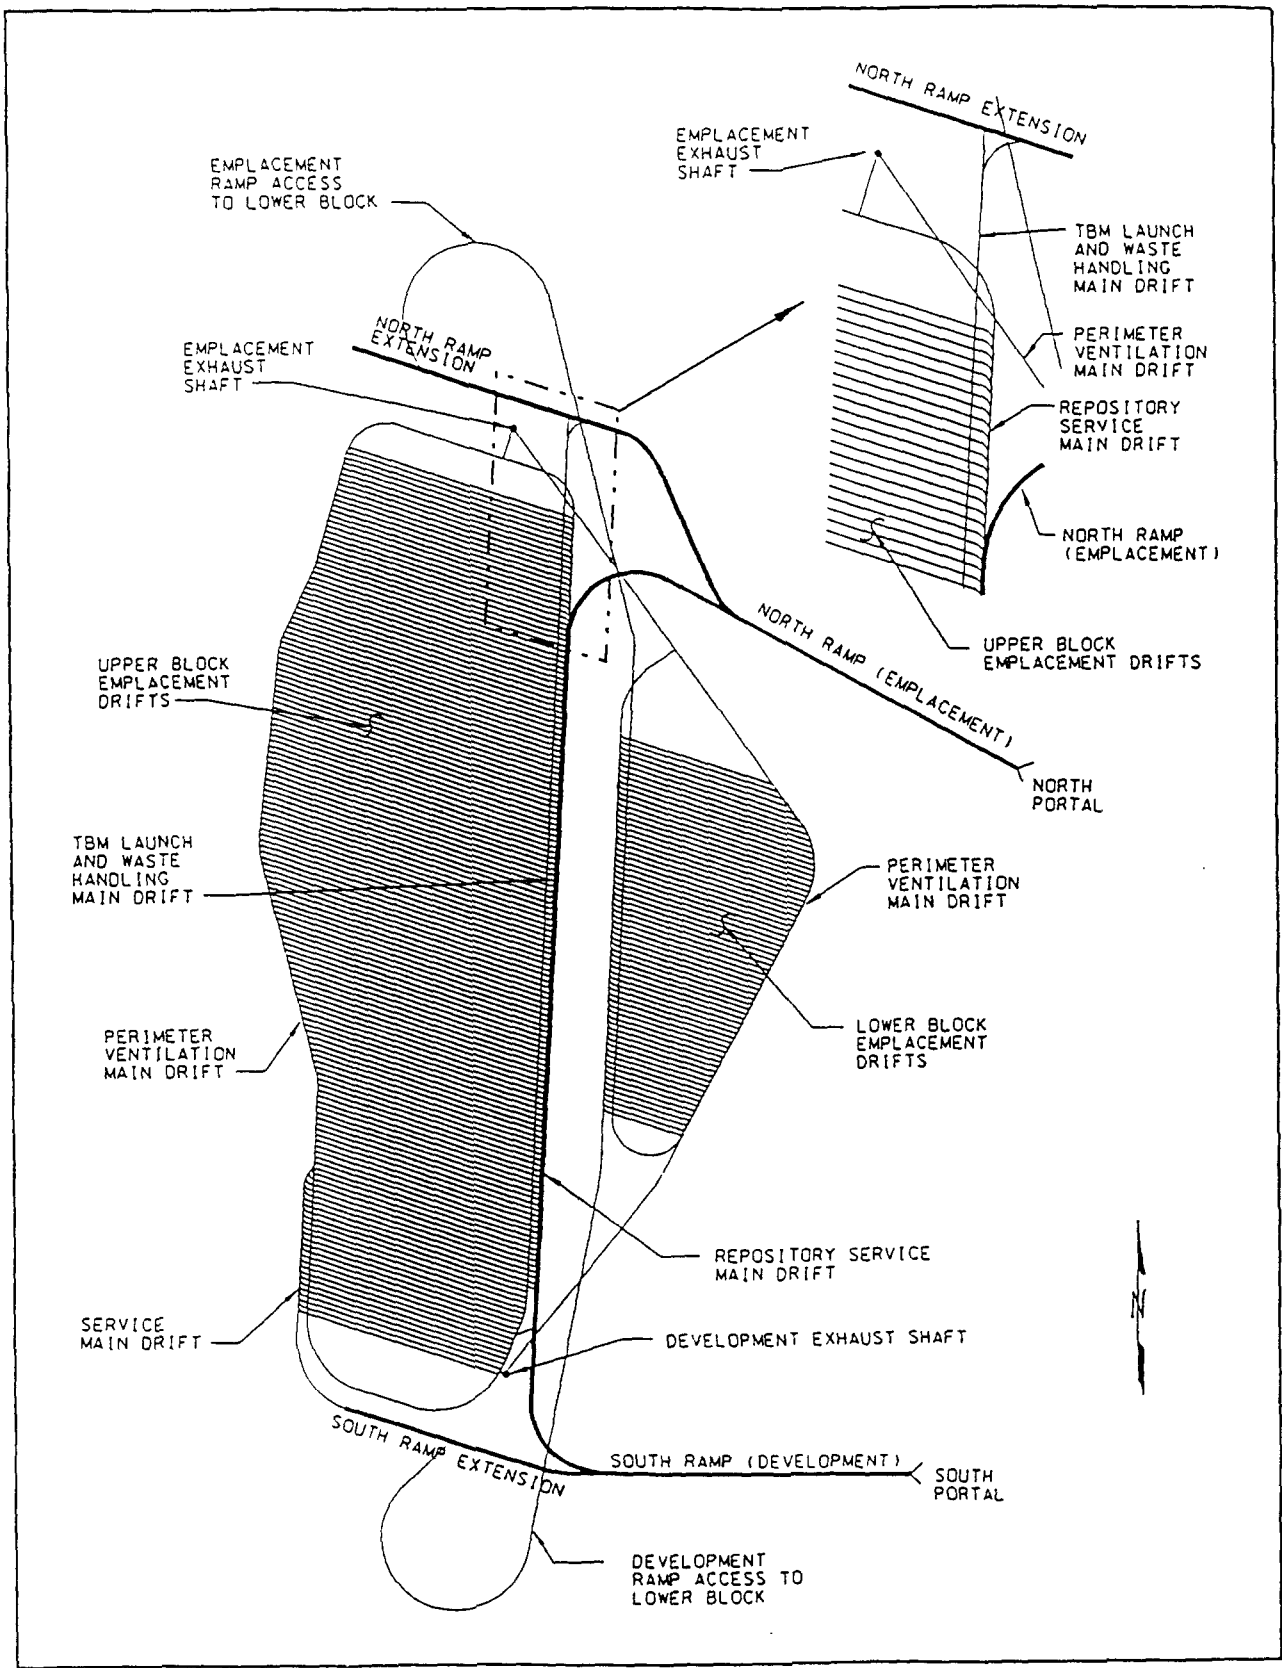 NORTH RAMP EXTENSION
EMPLACEMENT
EXHAUST
SHAFT
EMPLACEMENT
RAMP ACCESS
TO LOWER BLOCK
TBM LAUNCH
AND WASTE
HANDLING
MAIN DRIFT
NORTH RAMP
EXTENSION
EMPLACEMENT
EXHAUST
SHAFT
PERIMETER
VENTILATION
MAIN DRIFT
REPOSITORY
SERVICE
MAIN DRIFT
NORTH RAMP
(EMPLACEMENT)
UPPER BLOCK
EMPLACEMENT DRIFTS
NORTH RAMP (EMPLACEMENT)
UPPER BLOCK
EMPLACEMENT
DRIFTS
NORTH
PORTAL
TBM LAUNCH
AND WASTE
HANDLING
MAIN DRIFT
PERIMETER
VENTILATION
MAIN DRIFT
LOWER BLOCK
EMPLACEMENT
DRIFTS
PERIMETER
VENTILATION
MAIN DRIFT
REPOSITORY SERVICE
MAIN DRIFT
N
SERVICE
MAIN DRIFT
DEVELOPMENT EXHAUST SHAFT
SOUTH RAMP EXTENSION
SOUTH RAMP (DEVELOPMENT)
SOUTH
PORTAL
DEVELOPMENT
RAMP ACCESS TO
LOWER BLOCK